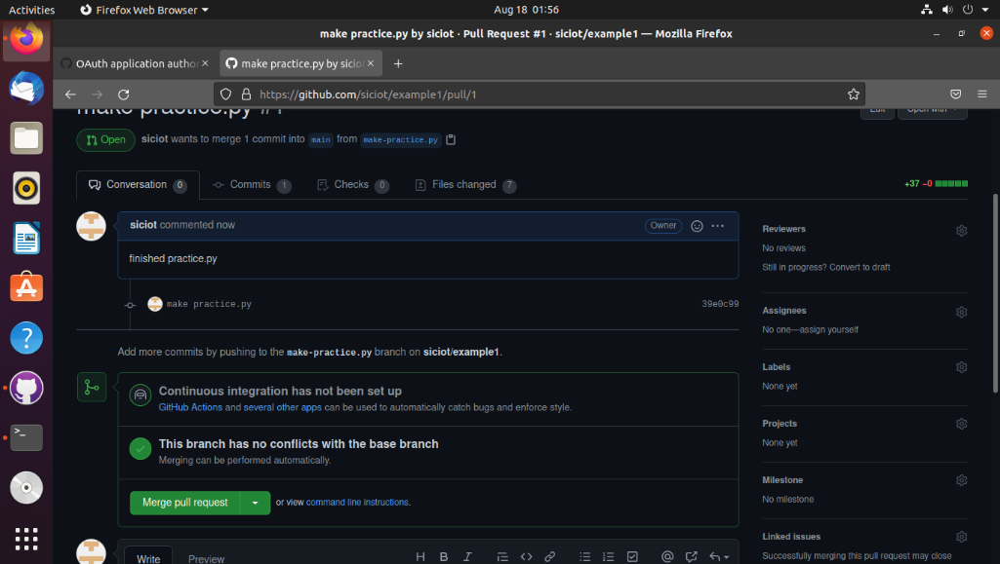 Activities
Firefox Web Browser
Aug 18 01:56
make practice.py by siciot · Pull Request #1 · siciot/example1 — Mozilla Firefox
OAuth application author
make practice.py by siciot
https://github.com/siciot/example1/pull/1
make practice.py #1
Edit
Open with
Open
siciot wants to merge 1 commit into main from make-practice.py
Conversation 0
Commits 1
Checks 0
Files changed 7
+37 −0
siciot commented now
Owner
finished practice.py
make practice.py
39e0c99
Add more commits by pushing to the make-practice.py branch on siciot/example1.
Continuous integration has not been set up
GitHub Actions and several other apps can be used to automatically catch bugs and enforce style.
This branch has no conflicts with the base branch
Merging can be performed automatically.
Merge pull request
or view command line instructions.
Write
Preview
Reviewers
No reviews
Still in progress? Convert to draft
Assignees
No one—assign yourself
Labels
None yet
Projects
None yet
Milestone
No milestone
Linked issues
Successfully merging this pull request may close